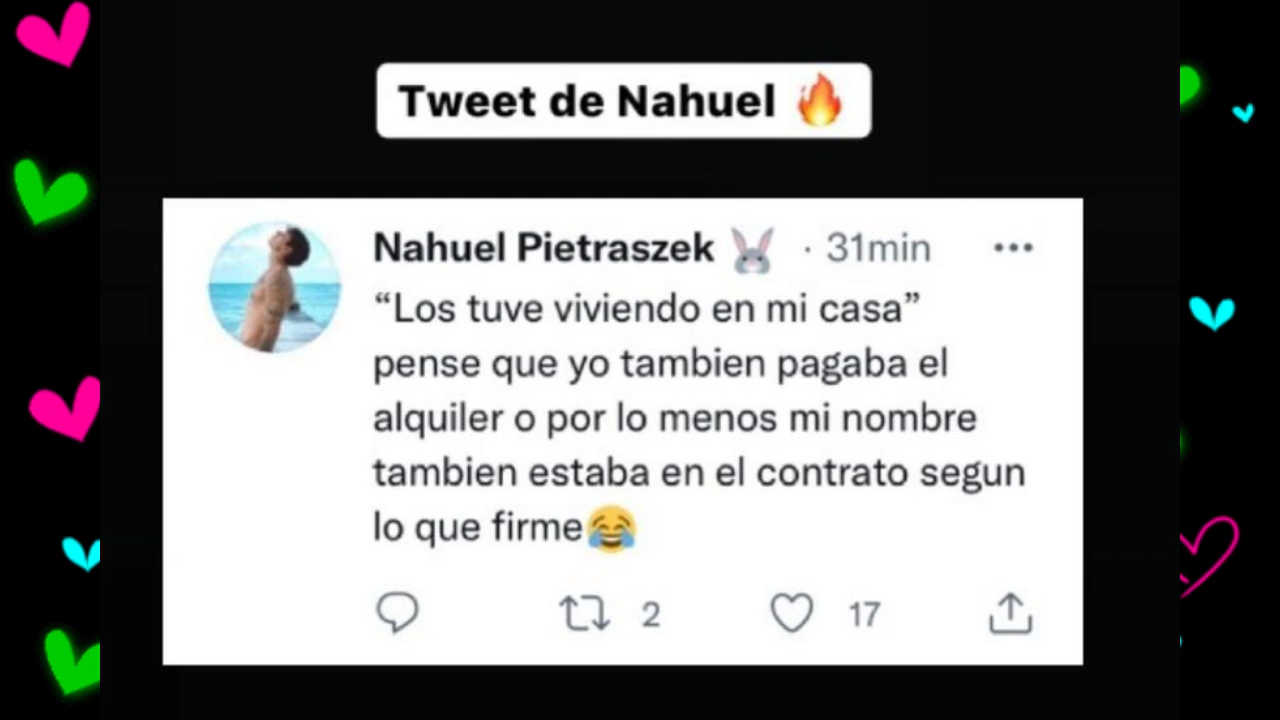 Tweet de Nahuel 🔥
Nahuel Pietraszek 🐰 · 31min
“Los tuve viviendo en mi casa”
pense que yo tambien pagaba el
alquiler o por lo menos mi nombre
tambien estaba en el contrato segun
lo que firme😂
2 17